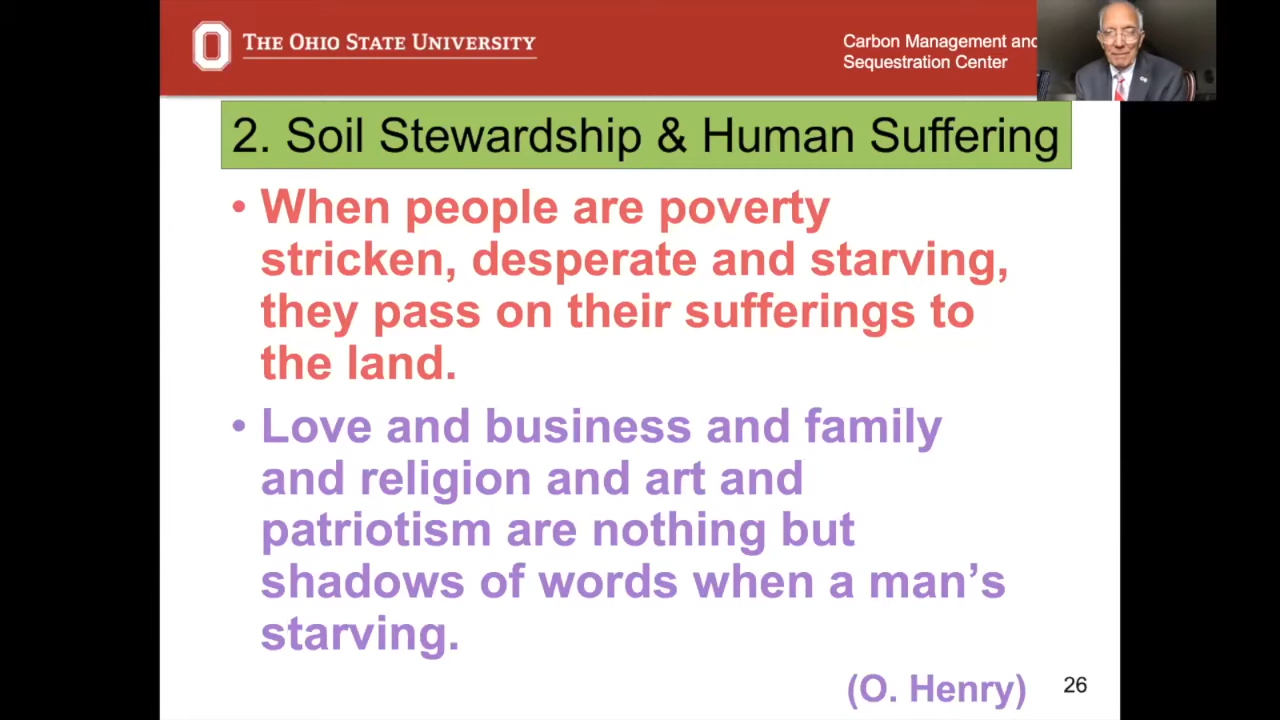 THE OHIO STATE UNIVERSITY
Carbon Management and
Sequestration Center
2. Soil Stewardship & Human Suffering
• When people are poverty
stricken, desperate and starving,
they pass on their sufferings to
the land.
• Love and business and family
and religion and art and
patriotism are nothing but
shadows of words when a man’s
starving.
(O. Henry)
26